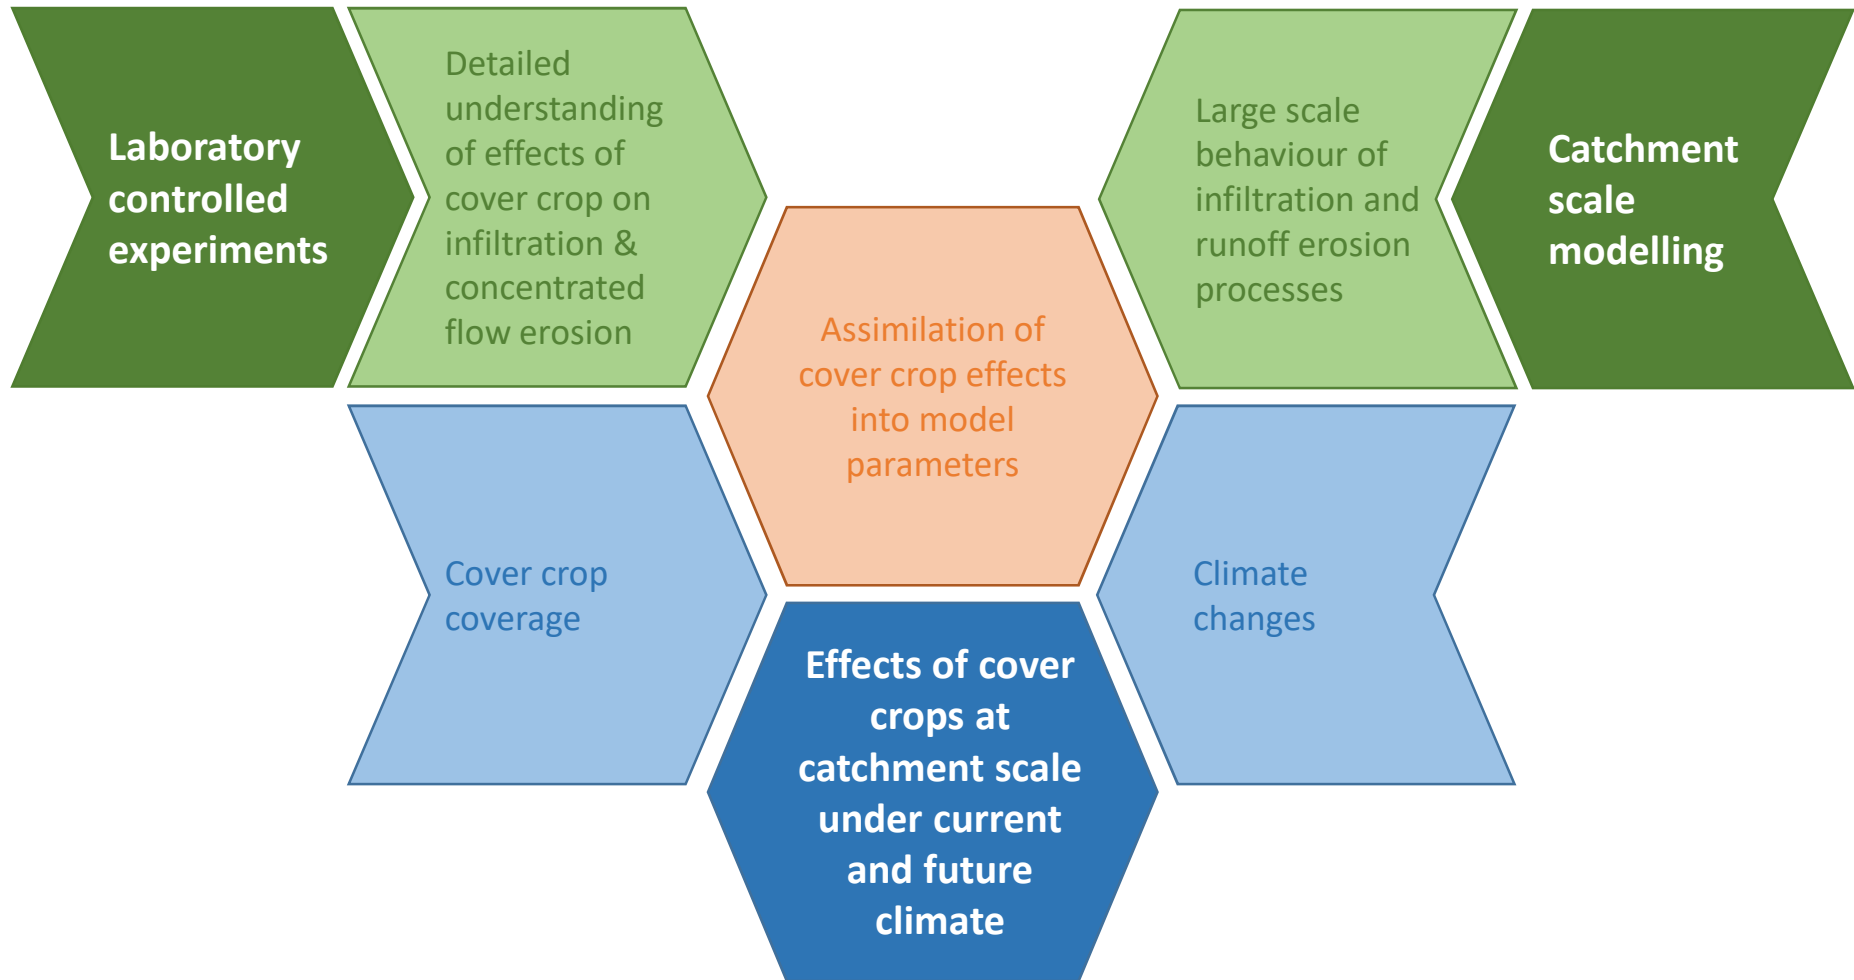 Laboratory
controlled
experiments
Detailed
understanding
of effects of
cover crop on
infiltration &
concentrated
flow erosion
Assimilation of
cover crop effects
into model
parameters
Large scale
behaviour of
infiltration and
runoff erosion
processes
Catchment
scale
modelling
Cover crop
coverage
Climate
changes
Effects of cover
crops at
catchment scale
under current
and future
climate